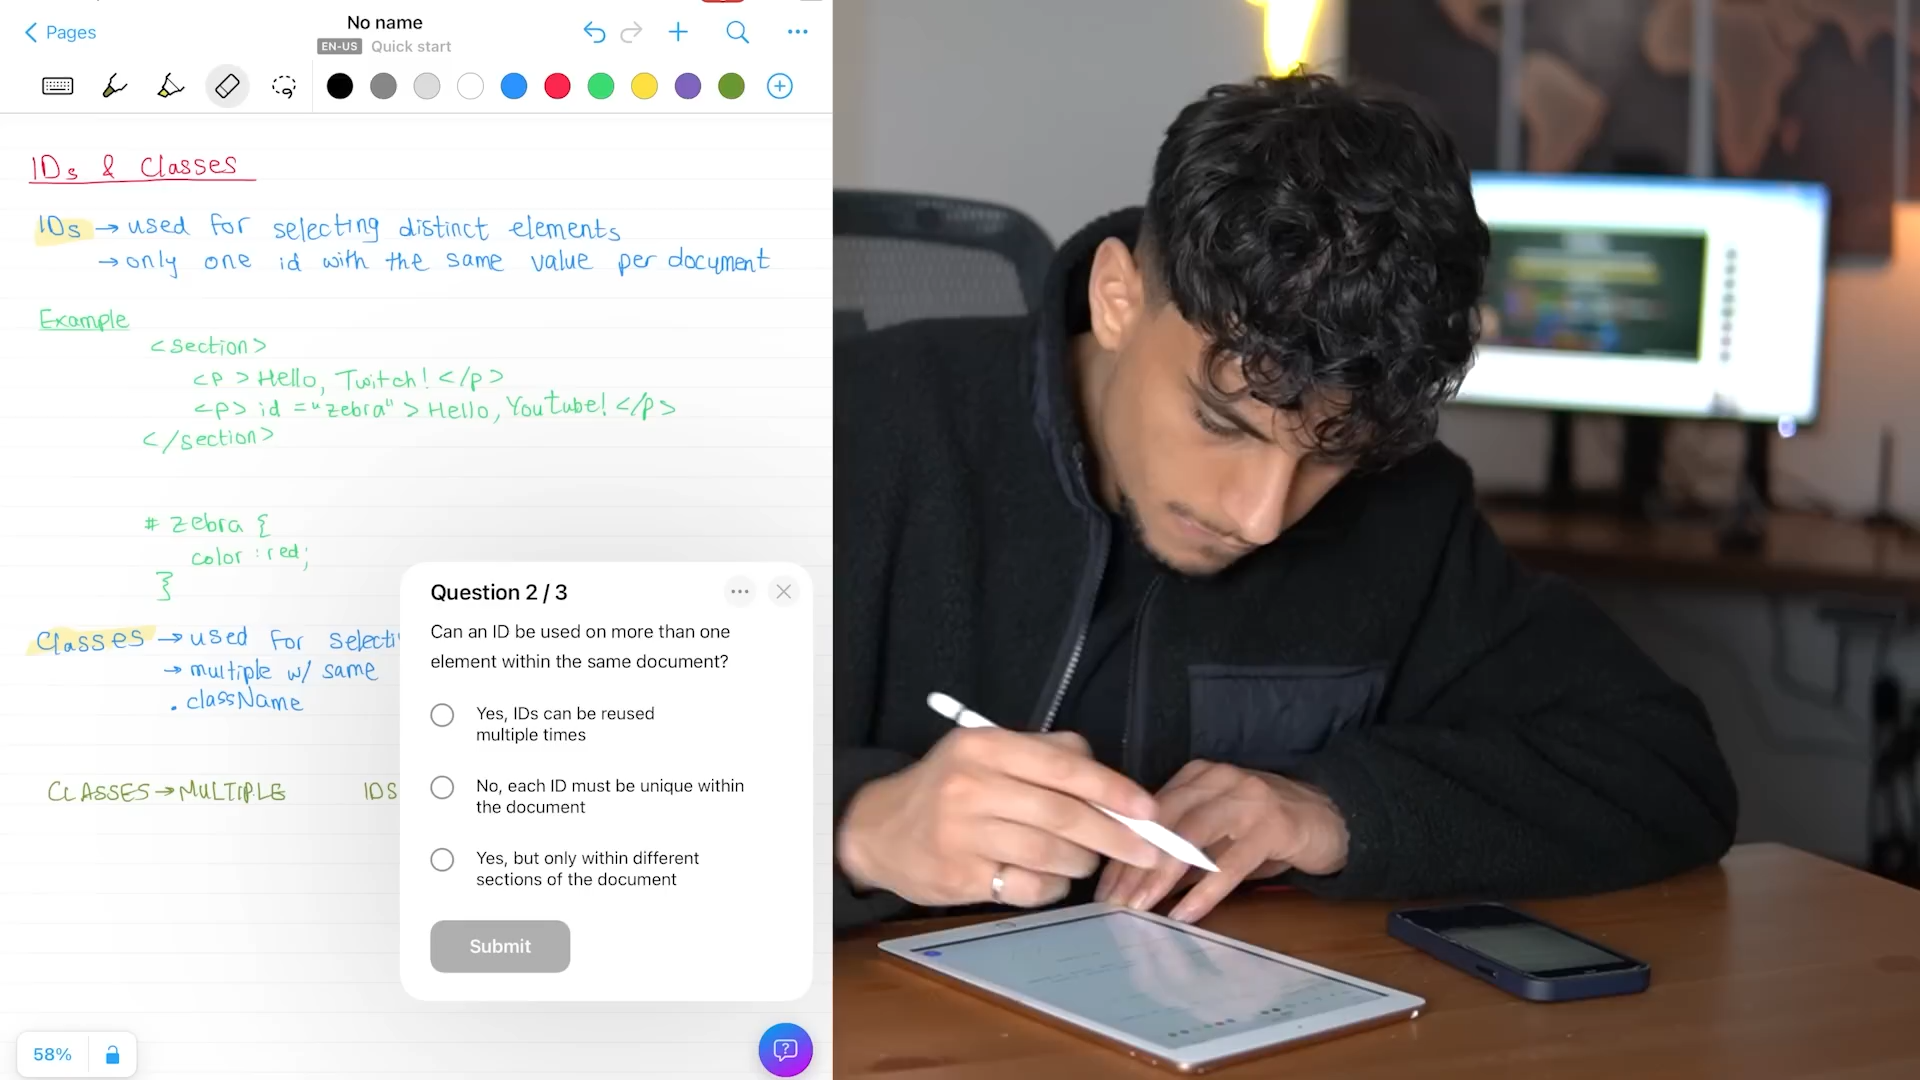 Pages
No name
EN-US Quick start
IDs & Classes
IDs → used for selecting distinct elements
→ only one id with the same value per document
Example
<section>
<p > Hello, Twitch! </p>
<p> id ="zebra" > Hello, YouTube! </p>
</section>
# zebra {
color : red;
}
Classes → used for
→ multiple w/ same
. className
CLASSES → MULTIPLE IDS
Question 2 / 3
Can an ID be used on more than one
element within the same document?
Yes, IDs can be reused
multiple times
No, each ID must be unique within
the document
Yes, but only within different
sections of the document
Submit
58%